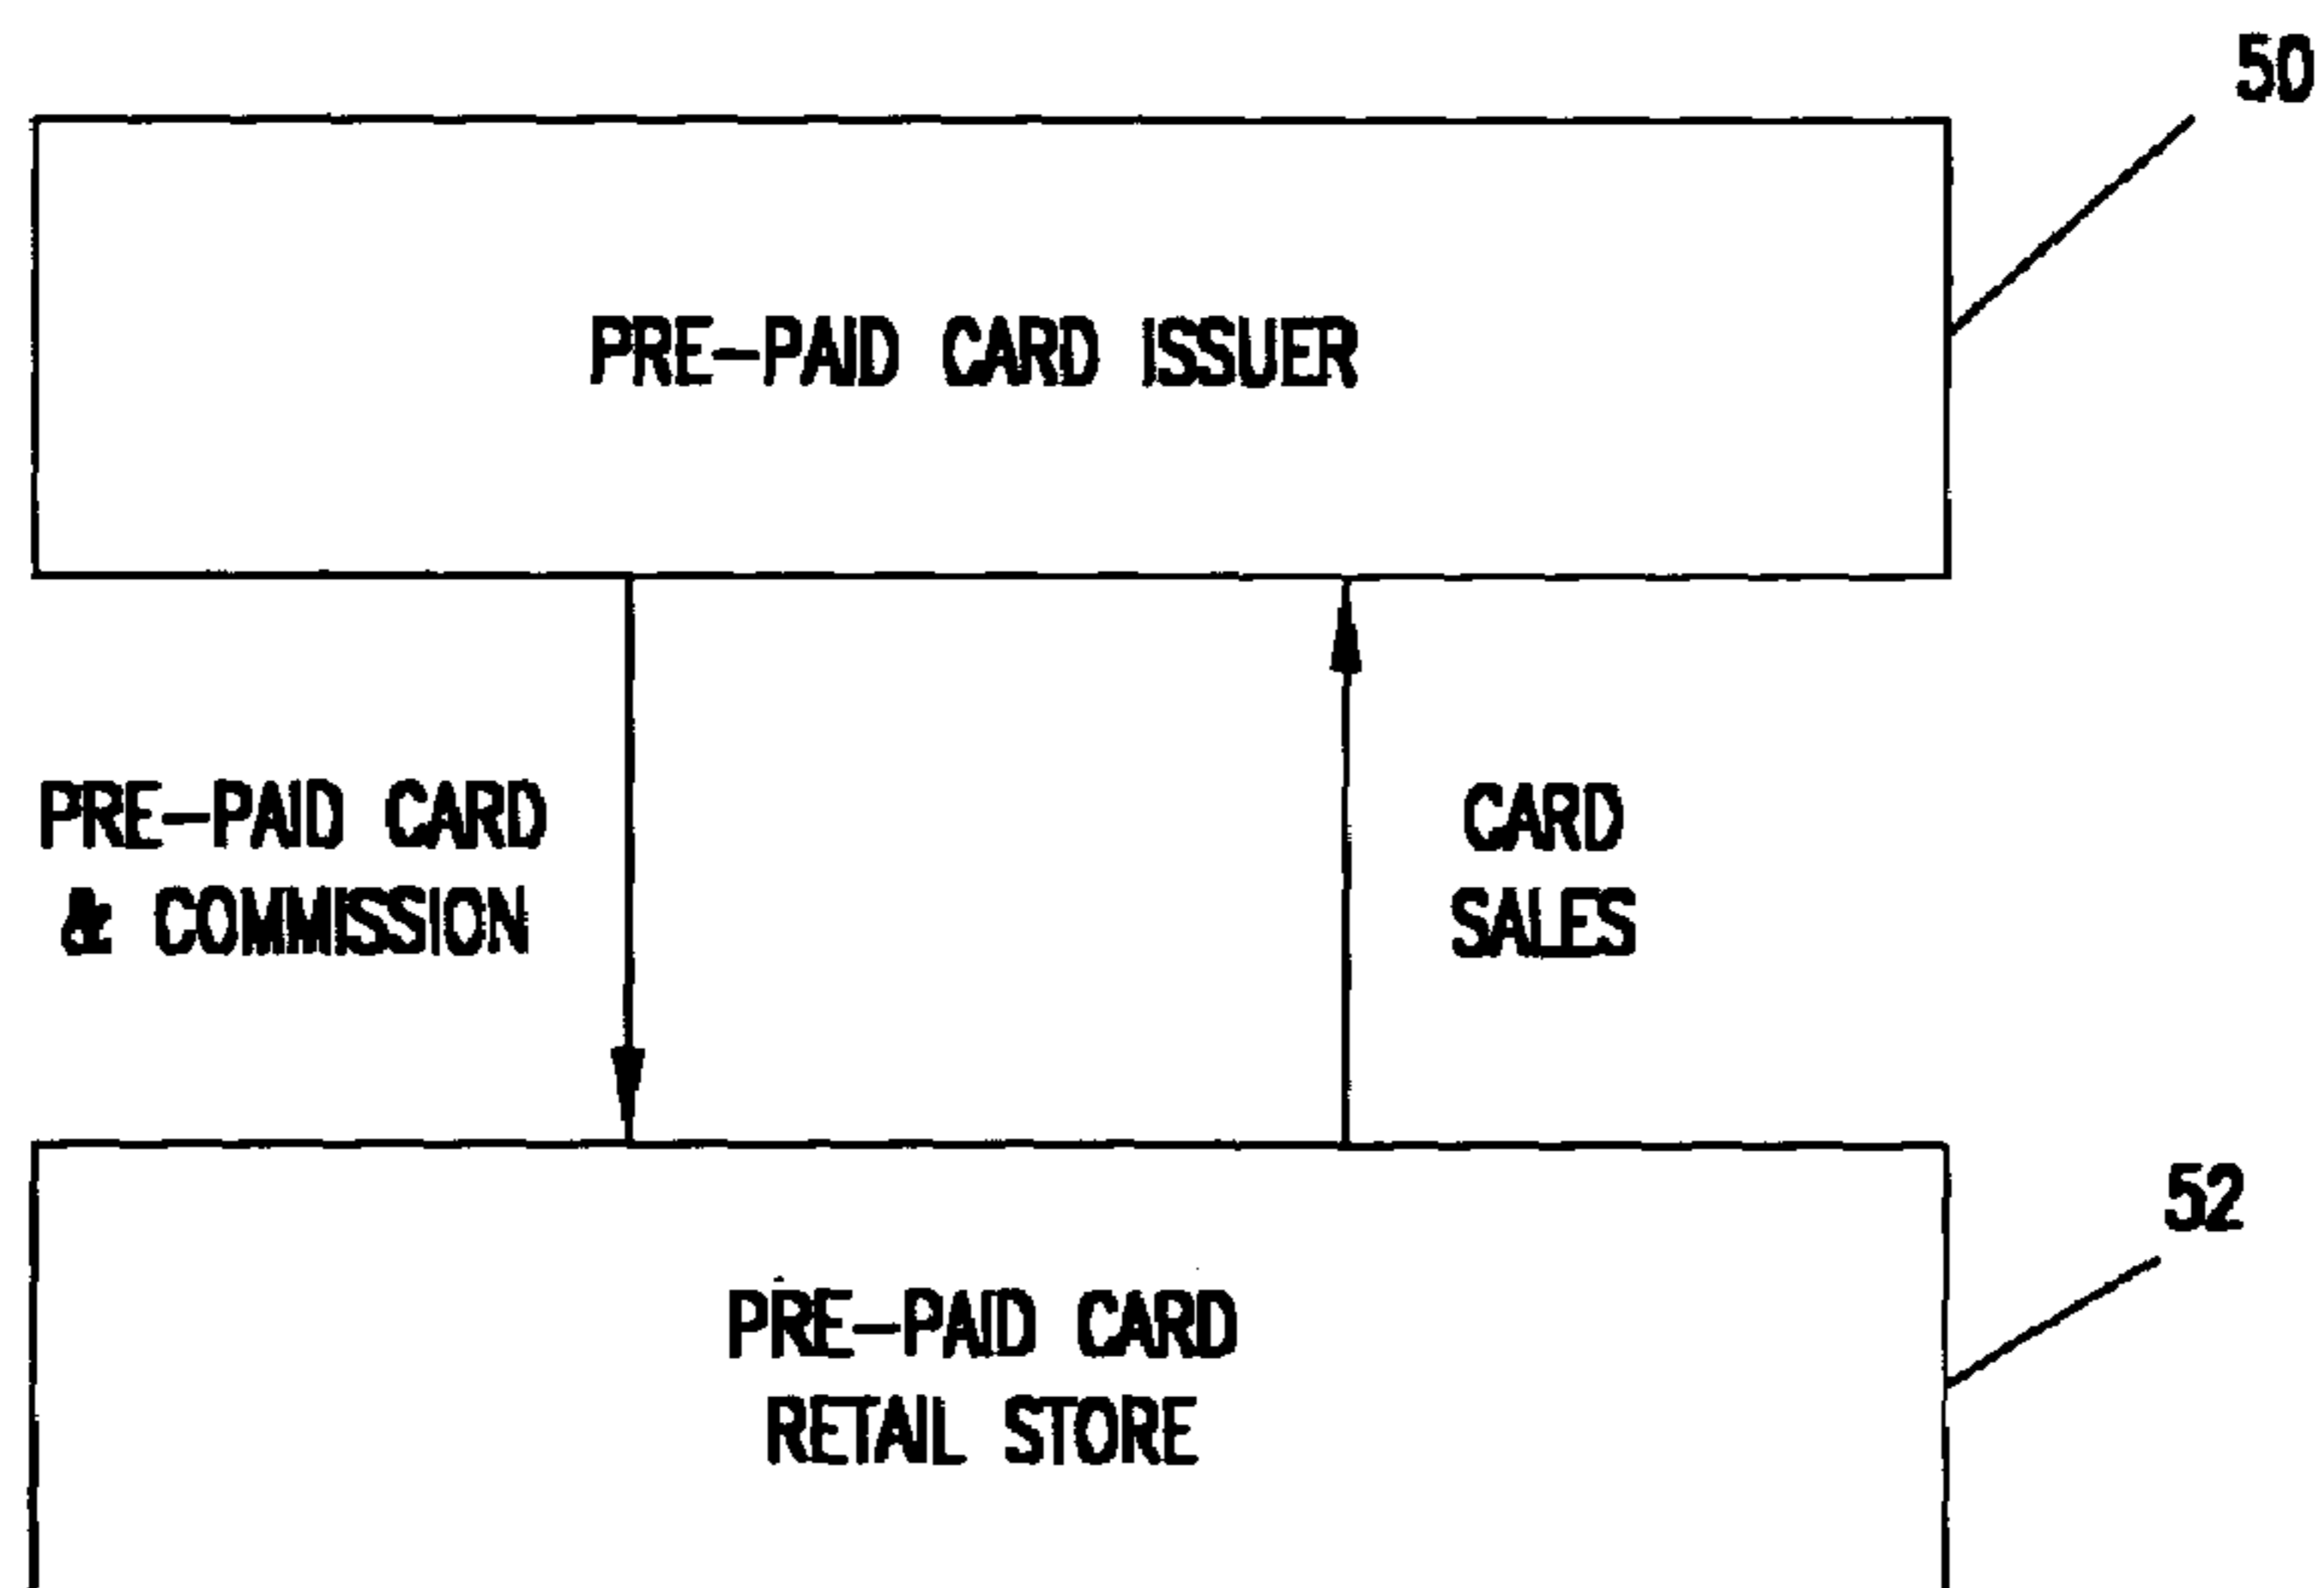 50
PRE-PAID CARD ISSUER
PRE-PAID CARD
& COMMISSION
CARD
SALES
52
PRE-PAID CARD
RETAIL STORE